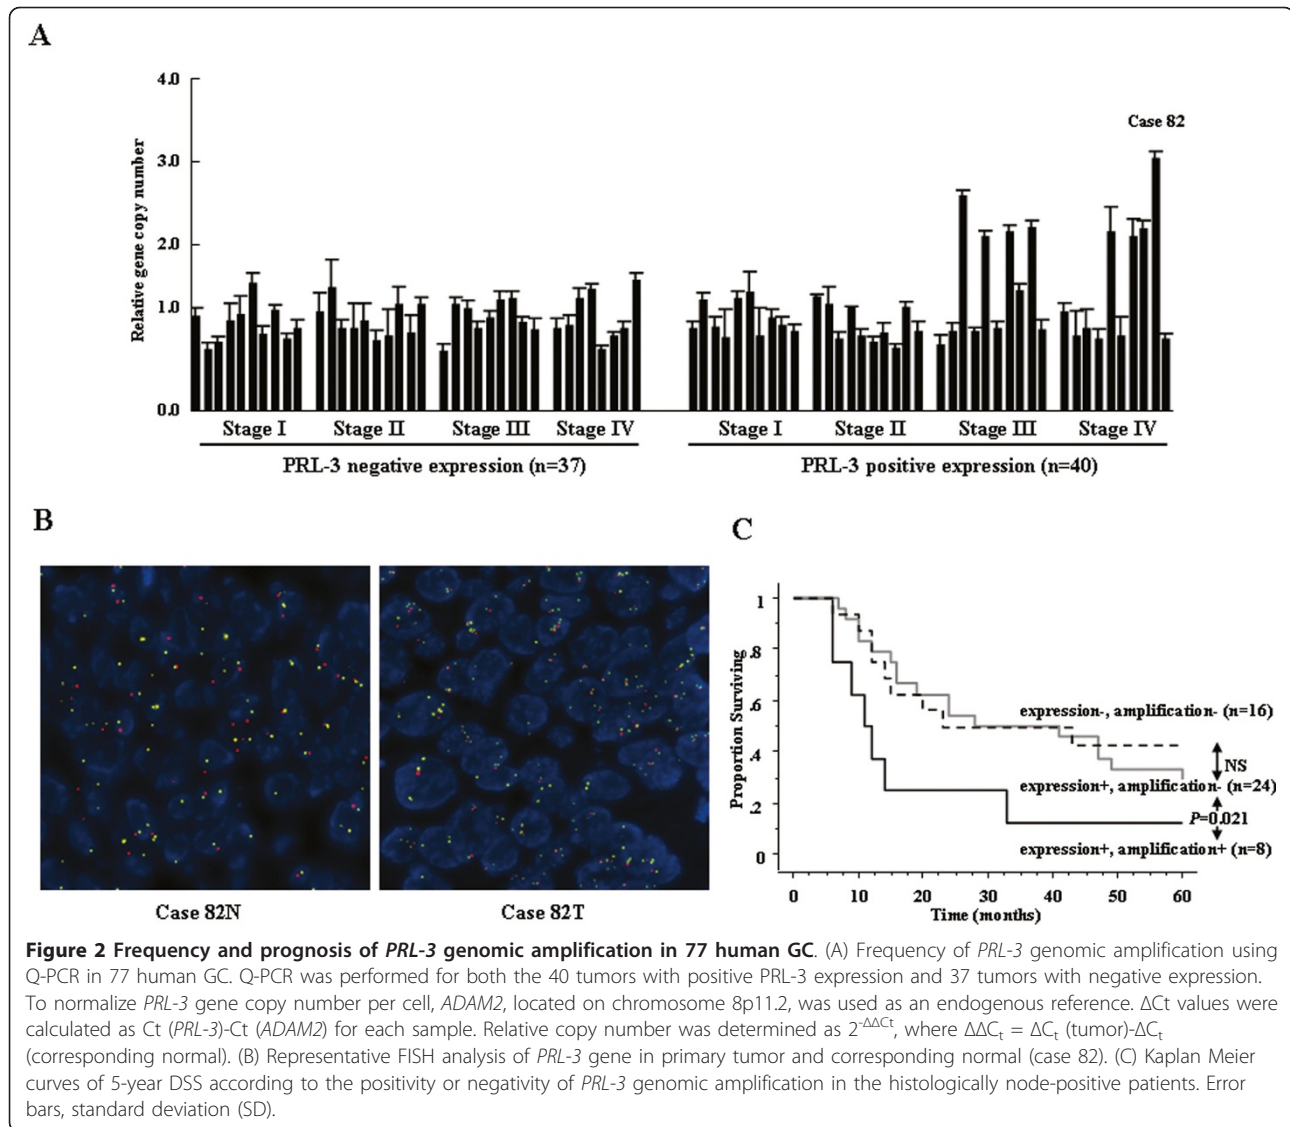 A
4.0
3.0
2.0
1.0
0.0
Relative gene copy number
Case 82
Stage I Stage II Stage III Stage IV
PRL-3 negative expression (n=37)
Stage I Stage II Stage III Stage IV
PRL-3 positive expression (n=40)
B
Case 82N
Case 82T
C
1
.8
.6
.4
.2
0
Proportion Surviving
expression-, amplification- (n=16)
NS
expression+, amplification- (n=24)
P=0.021
expression+, amplification+ (n=8)
0 10 20 30 40 50 60
Time (months)
Figure 2 Frequency and prognosis of PRL-3 genomic amplification in 77 human GC. (A) Frequency of PRL-3 genomic amplification using
Q-PCR in 77 human GC. Q-PCR was performed for both the 40 tumors with positive PRL-3 expression and 37 tumors with negative expression.
To normalize PRL-3 gene copy number per cell, ADAM2, located on chromosome 8p11.2, was used as an endogenous reference. ΔCt values were
calculated as Ct (PRL-3)-Ct (ADAM2) for each sample. Relative copy number was determined as 2^-ΔΔCt, where ΔΔCt = ΔCt (tumor)-ΔCt
(corresponding normal). (B) Representative FISH analysis of PRL-3 gene in primary tumor and corresponding normal (case 82). (C) Kaplan Meier
curves of 5-year DSS according to the positivity or negativity of PRL-3 genomic amplification in the histologically node-positive patients. Error
bars, standard deviation (SD).